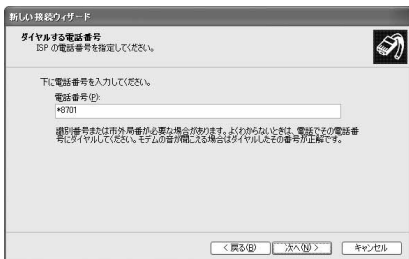 新しい接続ウィザード
ダイヤルする電話番号
ISP の電話番号を指定してください。
下に電話番号を入力してください。
電話番号(P):
*8701
識別番号または市外局番が必要な場合があります。よくわからないときは、電話でその電話番
号にダイヤルしてください。モデムの音が聞こえる場合はダイヤルしたその番号が正解です。
< 戻る(B)
次へ(N) >
キャンセル